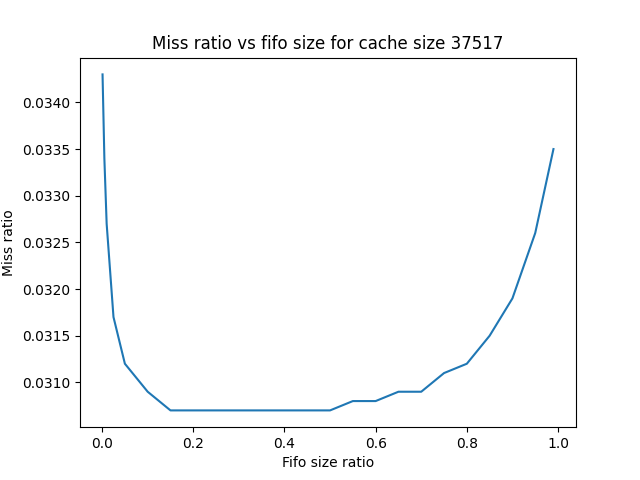 Miss ratio vs fifo size for cache size 37517
Miss ratio
0.0340
0.0335
0.0330
0.0325
0.0320
0.0315
0.0310
0.0 0.2 0.4 0.6 0.8 1.0
Fifo size ratio